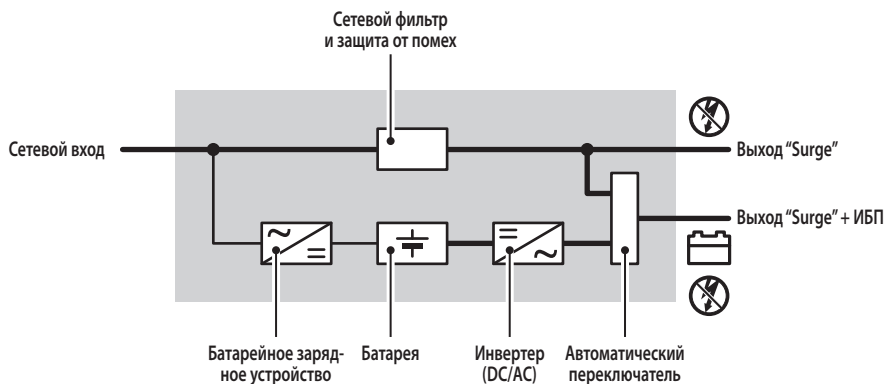 Сетевой фильтр
и защита от помех
Сетевой вход
Выход “Surge”
Выход “Surge” + ИБП
Батарейное заряд-
ное устройство
Батарея
Инвертер
(DC/AC)
Автоматический
переключатель